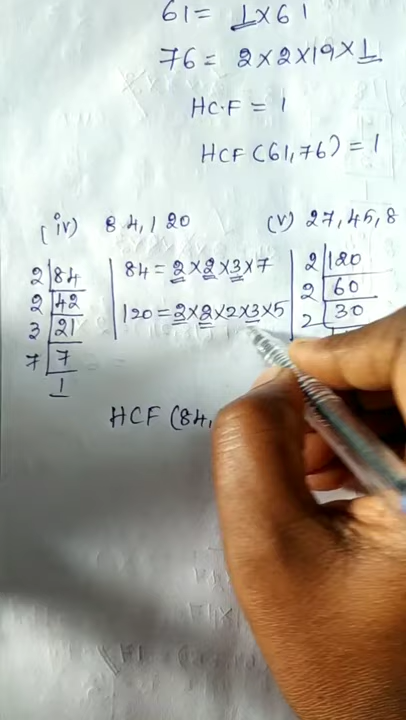 61 = 1×61
76 = 2×2×19×1
HC.F = 1
HCF (61,76) = 1
(iv) 84,120
(v) 27,45,8
2 84
2 42
3 21
7 7
1
84 = 2×2×3×7
120 = 2×2×2×3×5
2 120
2 60
2 30
HCF (84,